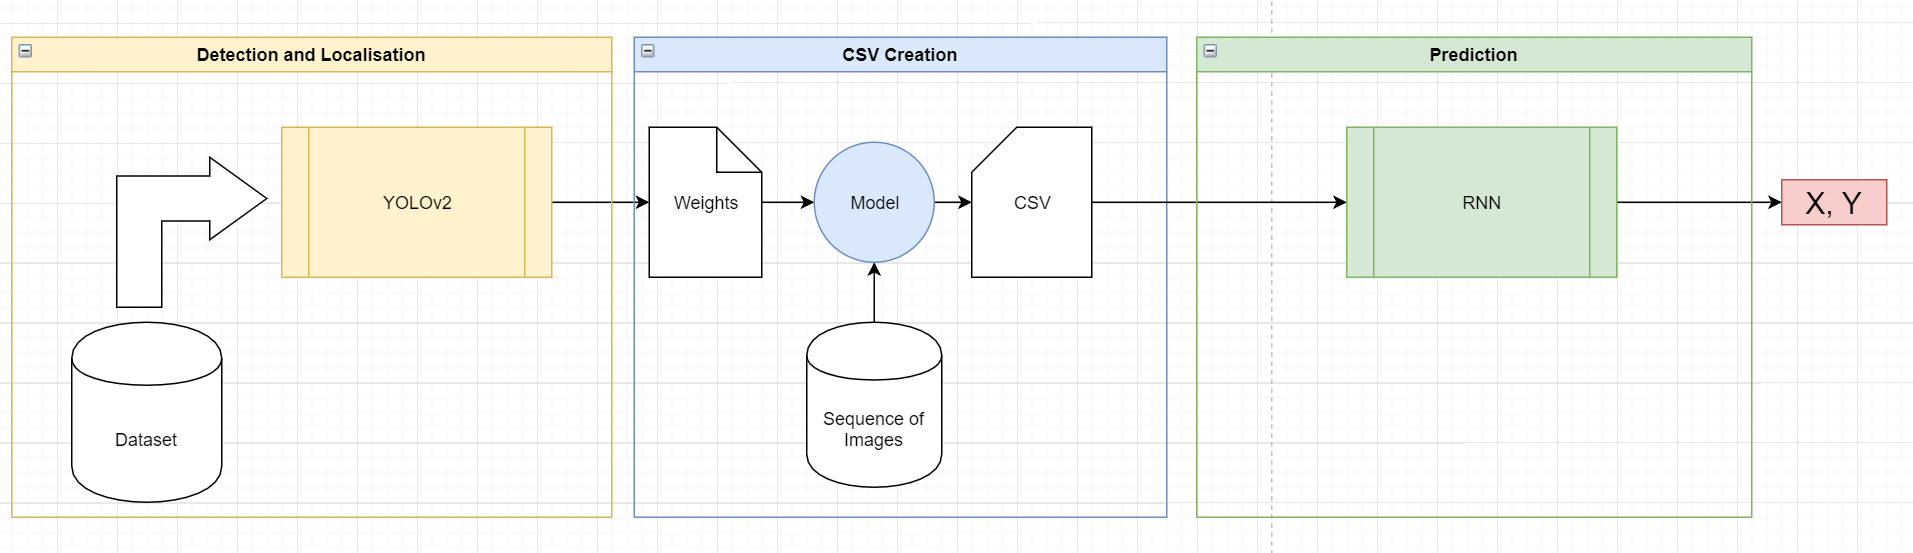 Detection and Localisation
CSV Creation
Prediction
YOLOv2
Weights
Model
CSV
RNN
X, Y
Dataset
Sequence of
Images